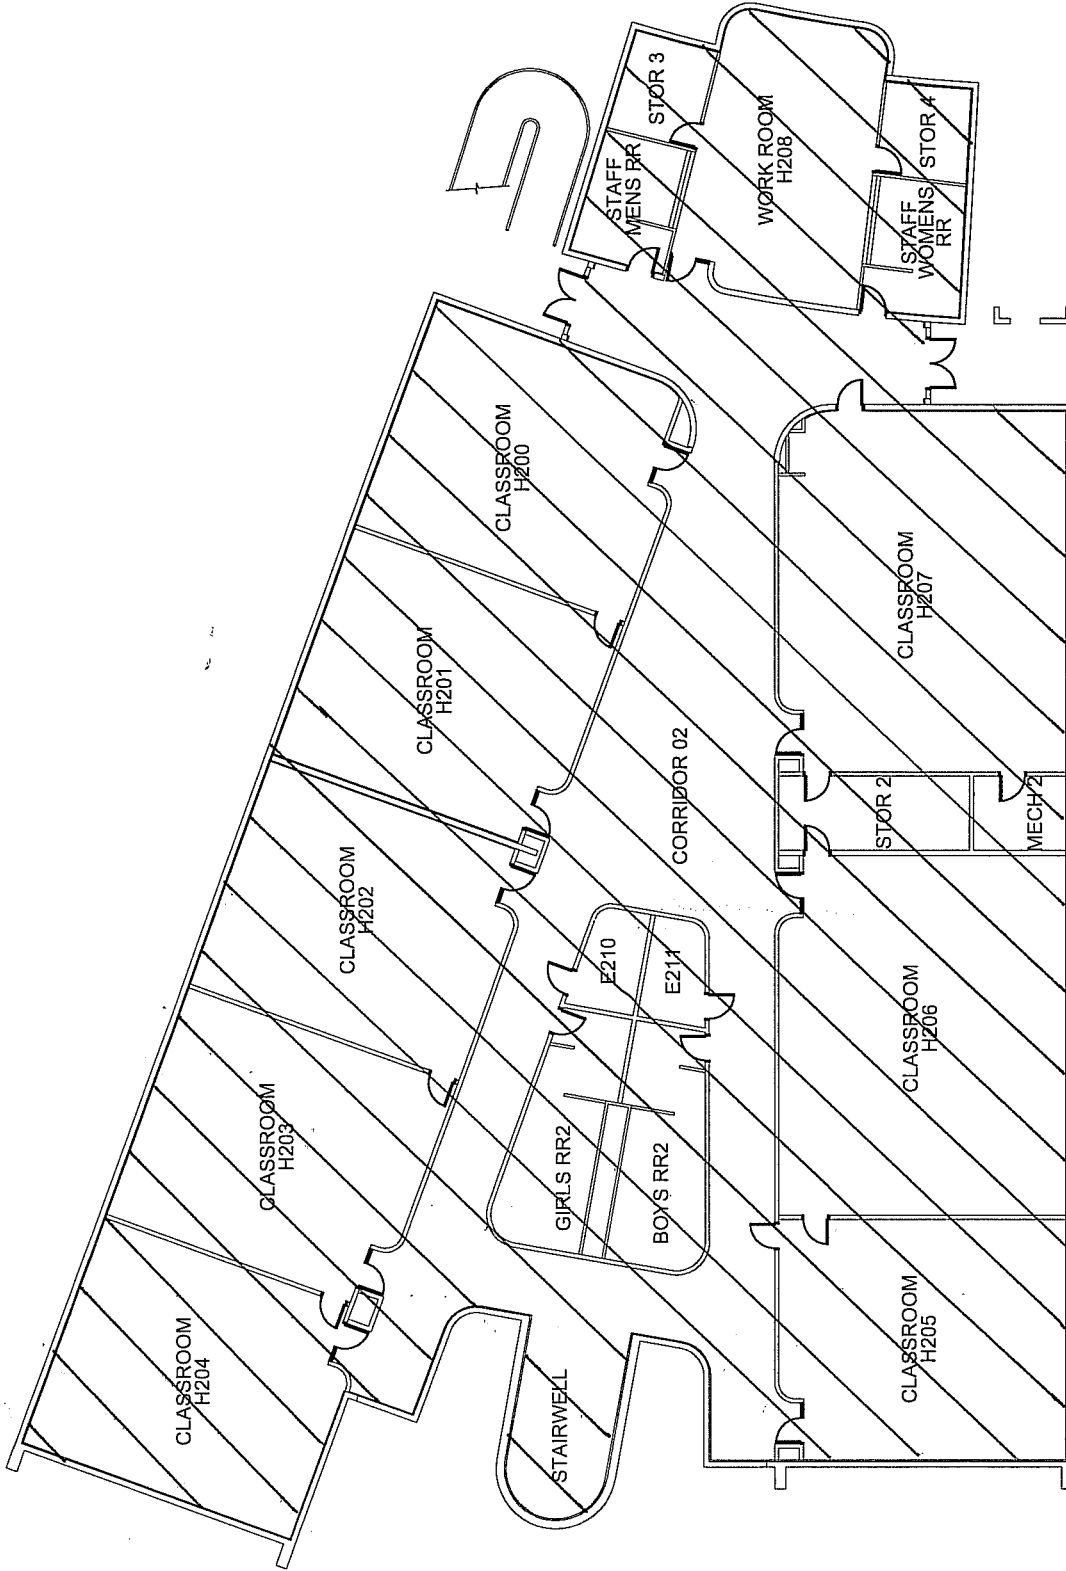 STOR 3
STAFF
MENS RR
WORK ROOM
H208
STOR 4
STAFF
WOMENS
RR
CLASSROOM
H200
CLASSROOM
H201
CLASSROOM
H202
CLASSROOM
H203
CLASSROOM
H204
CORRIDOR 02
E210
E211
GIRLS RR2
BOYS RR2
STAIRWELL
CLASSROOM
H207
STOR 2
MECH 2
CLASSROOM
H206
CLASSROOM
H205